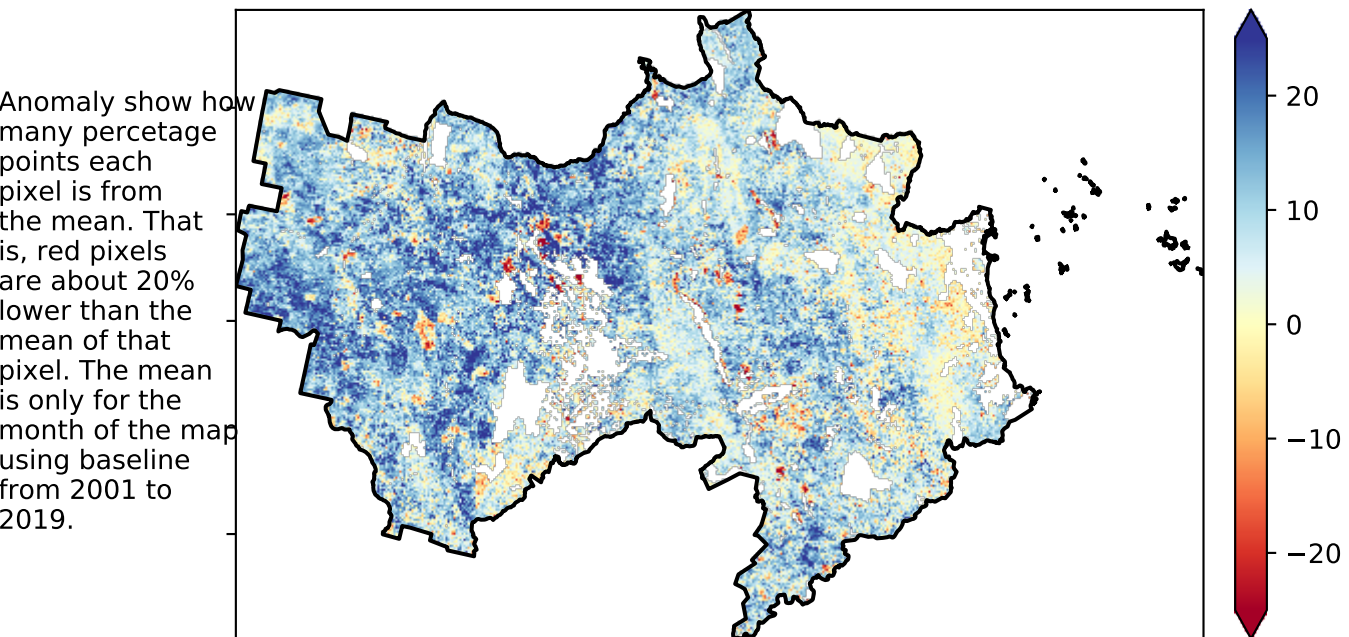 Anomaly show how
many percetage
points each
pixel is from
the mean. That
is, red pixels
are about 20%
lower than the
mean of that
pixel. The mean
is only for the
month of the map
using baseline
from 2001 to
2019.
20
10
0
−10
−20